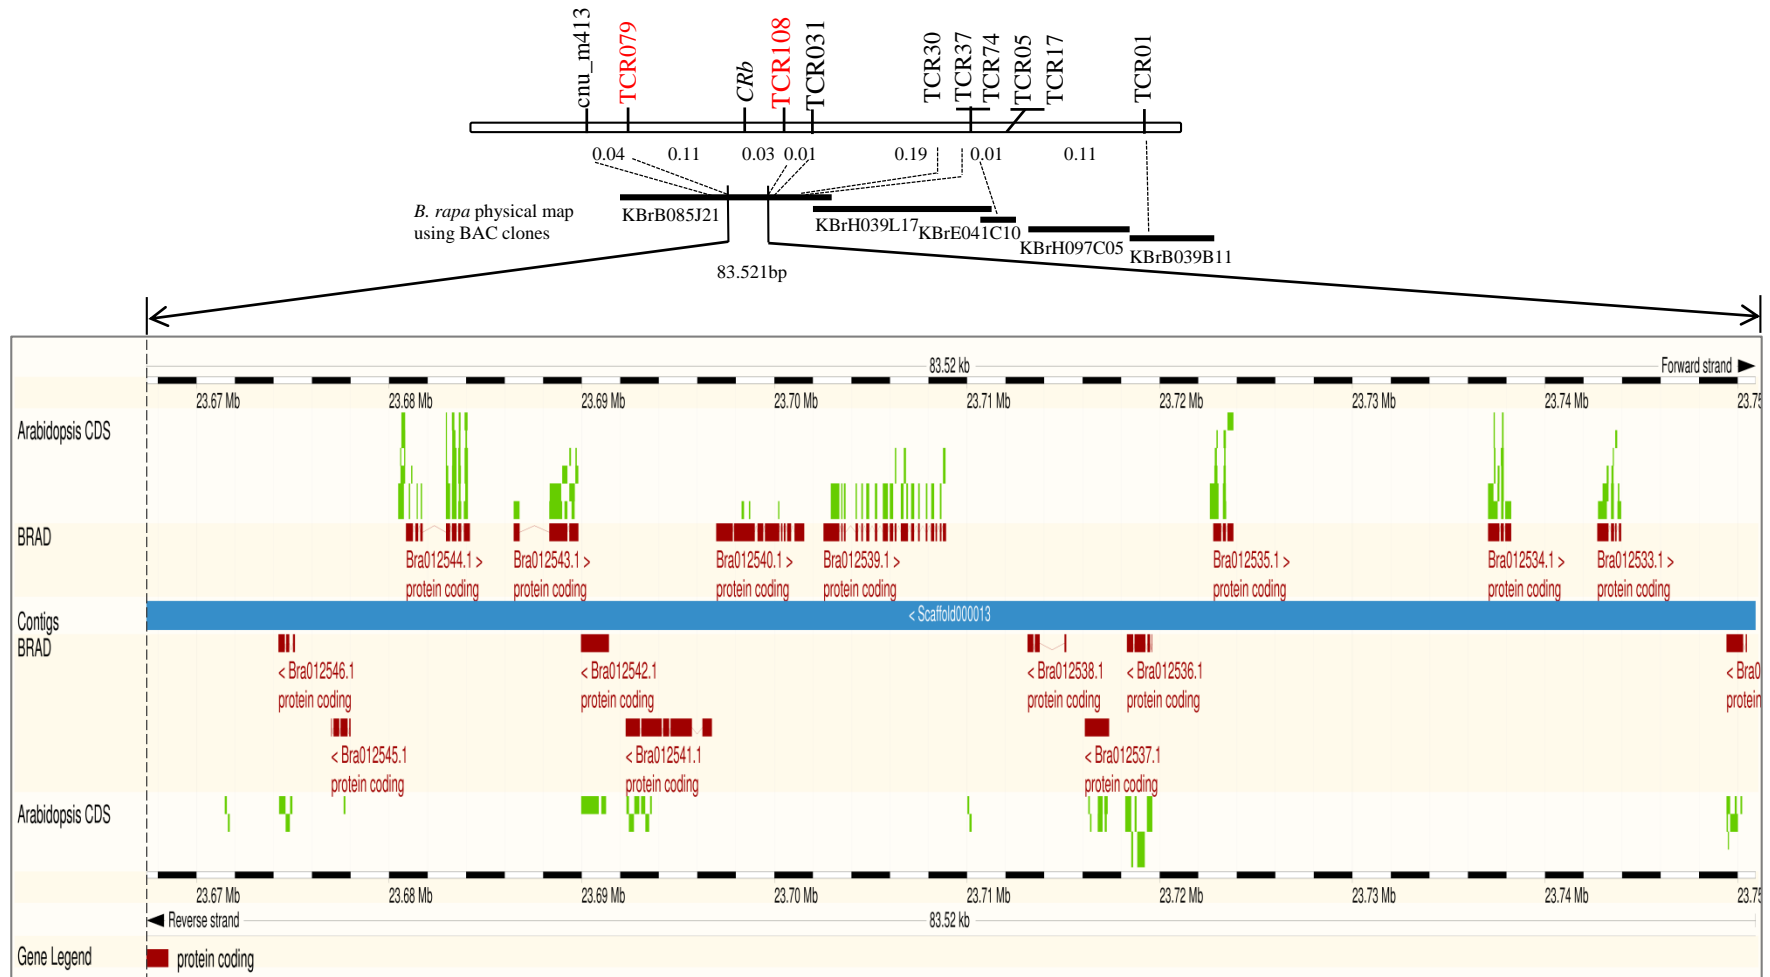 cnu_m413
TCR079
CRb
TCR108
TCR031
TCR30
TCR37
TCR74
TCR05
TCR17
TCR01
0.04 0.11 0.03 0.01 0.19 0.01 0.11
B. rapa physical map
using BAC clones
KBrB085J21
KBrH039L17
KBrE041C10
KBrH097C05
KBrB039B11
83.521bp
83.52 kb
Forward strand
23.67 Mb 23.68 Mb 23.69 Mb 23.70 Mb 23.71 Mb 23.72 Mb 23.73 Mb 23.74 Mb 23.75
Arabidopsis CDS
BRAD
Bra012544.1 > Bra012543.1 > Bra012540.1 > Bra012539.1 > Bra012535.1 > Bra012534.1 > Bra012533.1 >
protein coding protein coding protein coding protein coding protein coding protein coding protein coding
Contigs
< Scaffold000013
BRAD
< Bra012546.1 < Bra012542.1 < Bra012538.1 < Bra012536.1 < Bra0
protein coding protein coding protein coding protein coding protein
< Bra012545.1 < Bra012541.1 < Bra012537.1
protein coding protein coding protein coding
Arabidopsis CDS
23.67 Mb 23.68 Mb 23.69 Mb 23.70 Mb 23.71 Mb 23.72 Mb 23.73 Mb 23.74 Mb 23.75
Reverse strand
83.52 kb
Gene Legend
protein coding